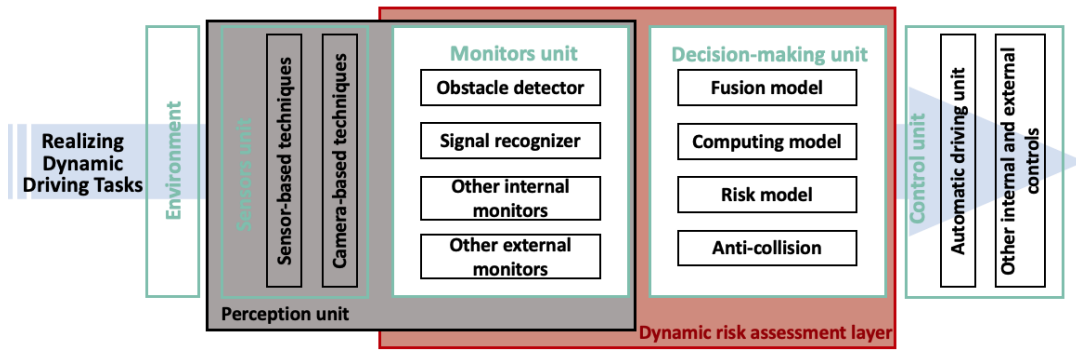 Realizing
Dynamic
Driving Tasks
Environment
Sensors unit
Sensor-based techniques
Camera-based techniques
Perception unit
Monitors unit
Obstacle detector
Signal recognizer
Other internal
monitors
Other external
monitors
Decision-making unit
Fusion model
Computing model
Risk model
Anti-collision
Dynamic risk assessment layer
Control unit
Automatic driving unit
Other internal and external
controls